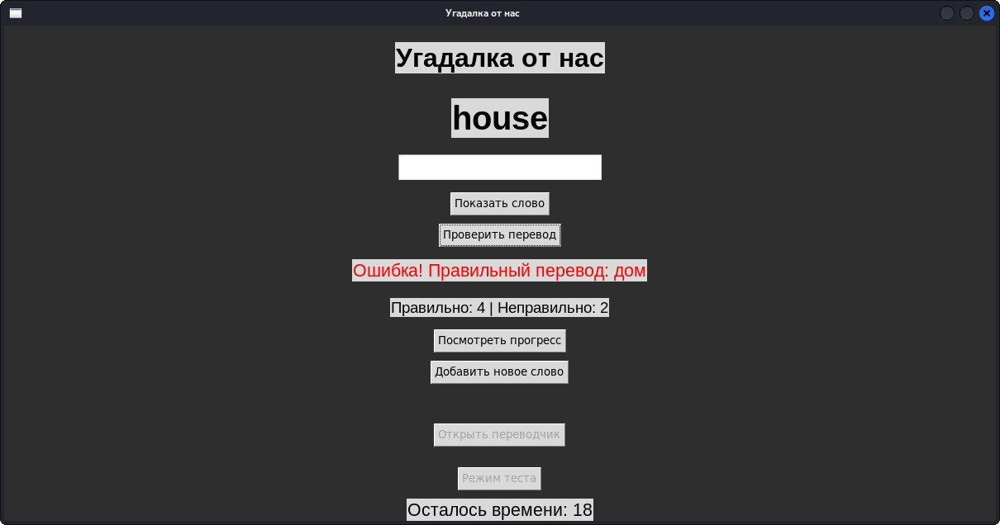 Угадалка от нас
Угадалка от нас
house
Показать слово
Проверить перевод
Ошибка! Правильный перевод: дом
Правильно: 4 | Неправильно: 2
Посмотреть прогресс
Добавить новое слово
Открыть переводчик
Режим теста
Осталось времени: 18